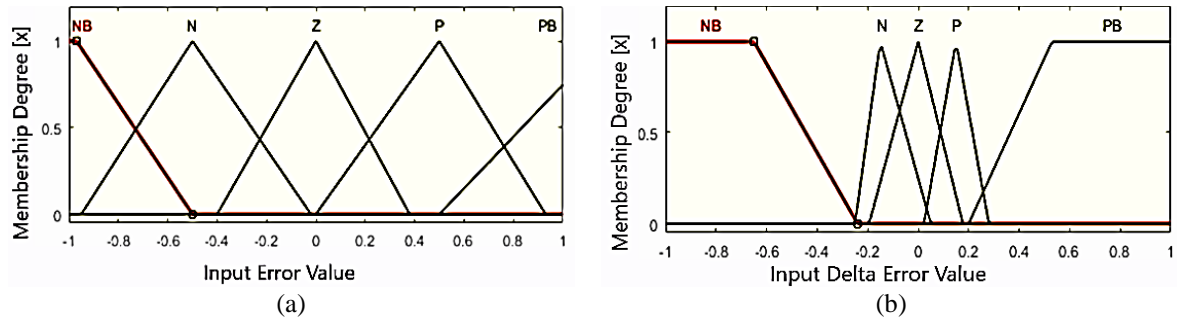 NB N Z P PB
Membership Degree [x]
1
0.5
0
-1 -0.8 -0.6 -0.4 -0.2 0 0.2 0.4 0.6 0.8 1
Input Error Value
(a)
NB N Z P PB
Membership Degree [x]
1
0.5
0
-1 -0.8 -0.6 -0.4 -0.2 0 0.2 0.4 0.6 0.8 1
Input Delta Error Value
(b)